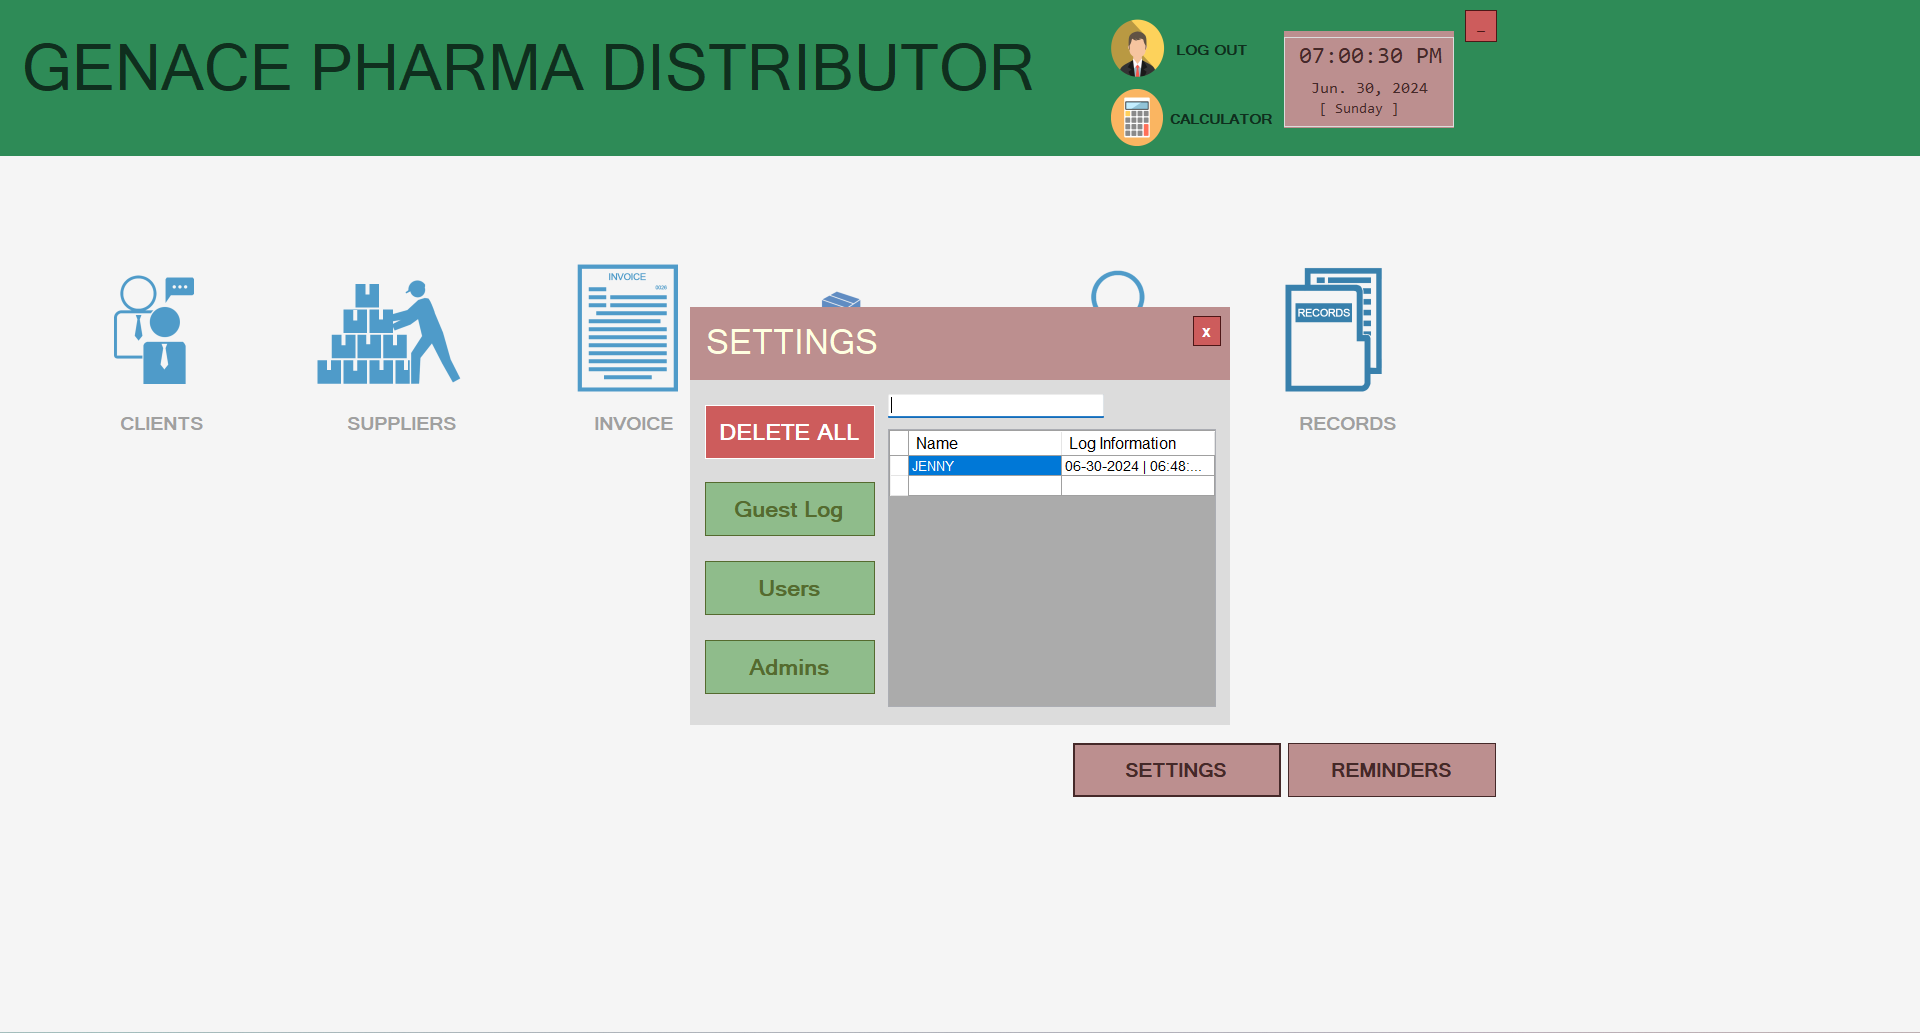 GENACE PHARMA DISTRIBUTOR
LOG OUT
CALCULATOR
07:00:30 PM
Jun. 30, 2024
[ Sunday ]
_
INVOICE
RECORDS
CLIENTS
SUPPLIERS
INVOICE
RECORDS
SETTINGS
x
DELETE ALL
Guest Log
Users
Admins
Name Log Information
JENNY 06-30-2024 | 06:48:...
SETTINGS
REMINDERS